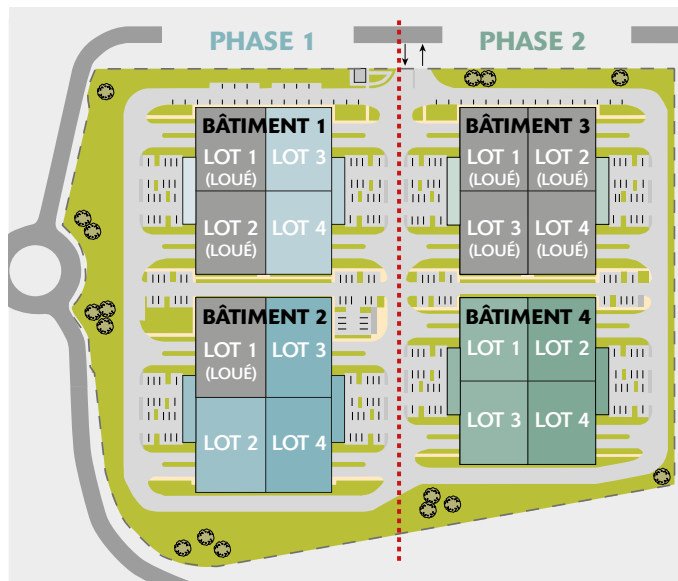 PHASE 1
PHASE 2
BÂTIMENT 1
LOT 1
(LOUÉ)
LOT 3
LOT 2
(LOUÉ)
LOT 4
BÂTIMENT 3
LOT 1
(LOUÉ)
LOT 2
(LOUÉ)
LOT 3
(LOUÉ)
LOT 4
(LOUÉ)
BÂTIMENT 2
LOT 1
(LOUÉ)
LOT 3
LOT 2
LOT 4
BÂTIMENT 4
LOT 1
LOT 2
LOT 3
LOT 4